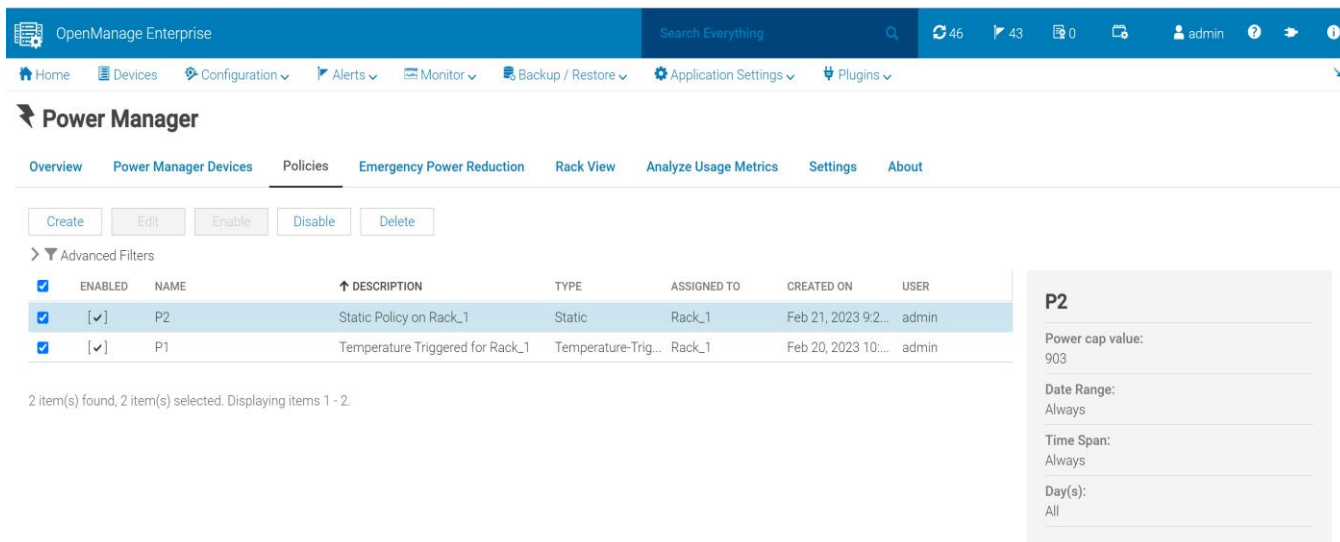 OpenManage Enterprise Search Everything 46 43 0 admin
Home Devices Configuration Alerts Monitor Backup / Restore Application Settings Plugins
Power Manager
Overview Power Manager Devices Policies Emergency Power Reduction Rack View Analyze Usage Metrics Settings About
Create Edit Enable Disable Delete
Advanced Filters
ENABLED NAME DESCRIPTION TYPE ASSIGNED TO CREATED ON USER
P2 Static Policy on Rack_1 Static Rack_1 Feb 21, 2023 9:2... admin
P1 Temperature Triggered for Rack_1 Temperature-Trig... Rack_1 Feb 20, 2023 10:... admin
2 item(s) found, 2 item(s) selected. Displaying items 1 - 2.
P2
Power cap value:
903
Date Range:
Always
Time Span:
Always
Day(s):
All